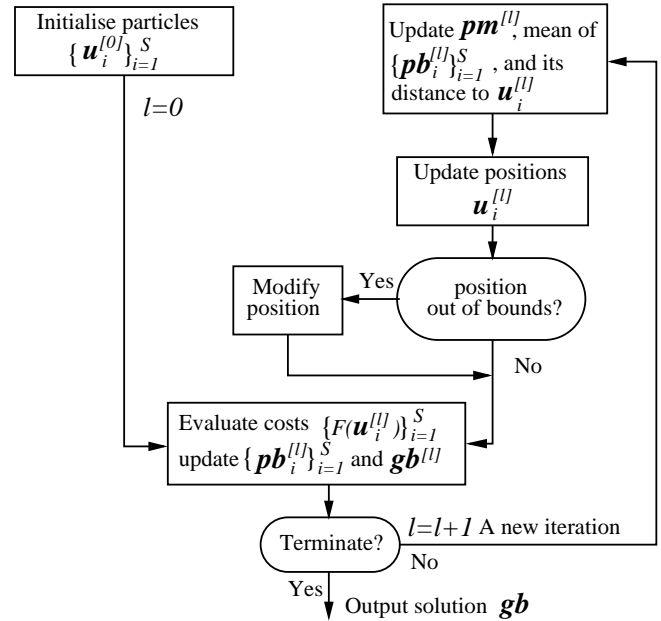 Initialise particles
{u_i^{[0]}}_{i=1}^S
l=0
Update pm^{[l]}, mean of
{pb_i^{[l]}}_{i=1}^S , and its
distance to u_i^{[l]}
Update positions
u_i^{[l]}
position
out of bounds?
Yes
Modify
position
No
Evaluate costs {F(u_i^{[l]})}_{i=1}^S
update {pb_i^{[l]}}_{i=1}^S and gb^{[l]}
Terminate?
l=l+1 A new iteration
No
Yes
Output solution gb